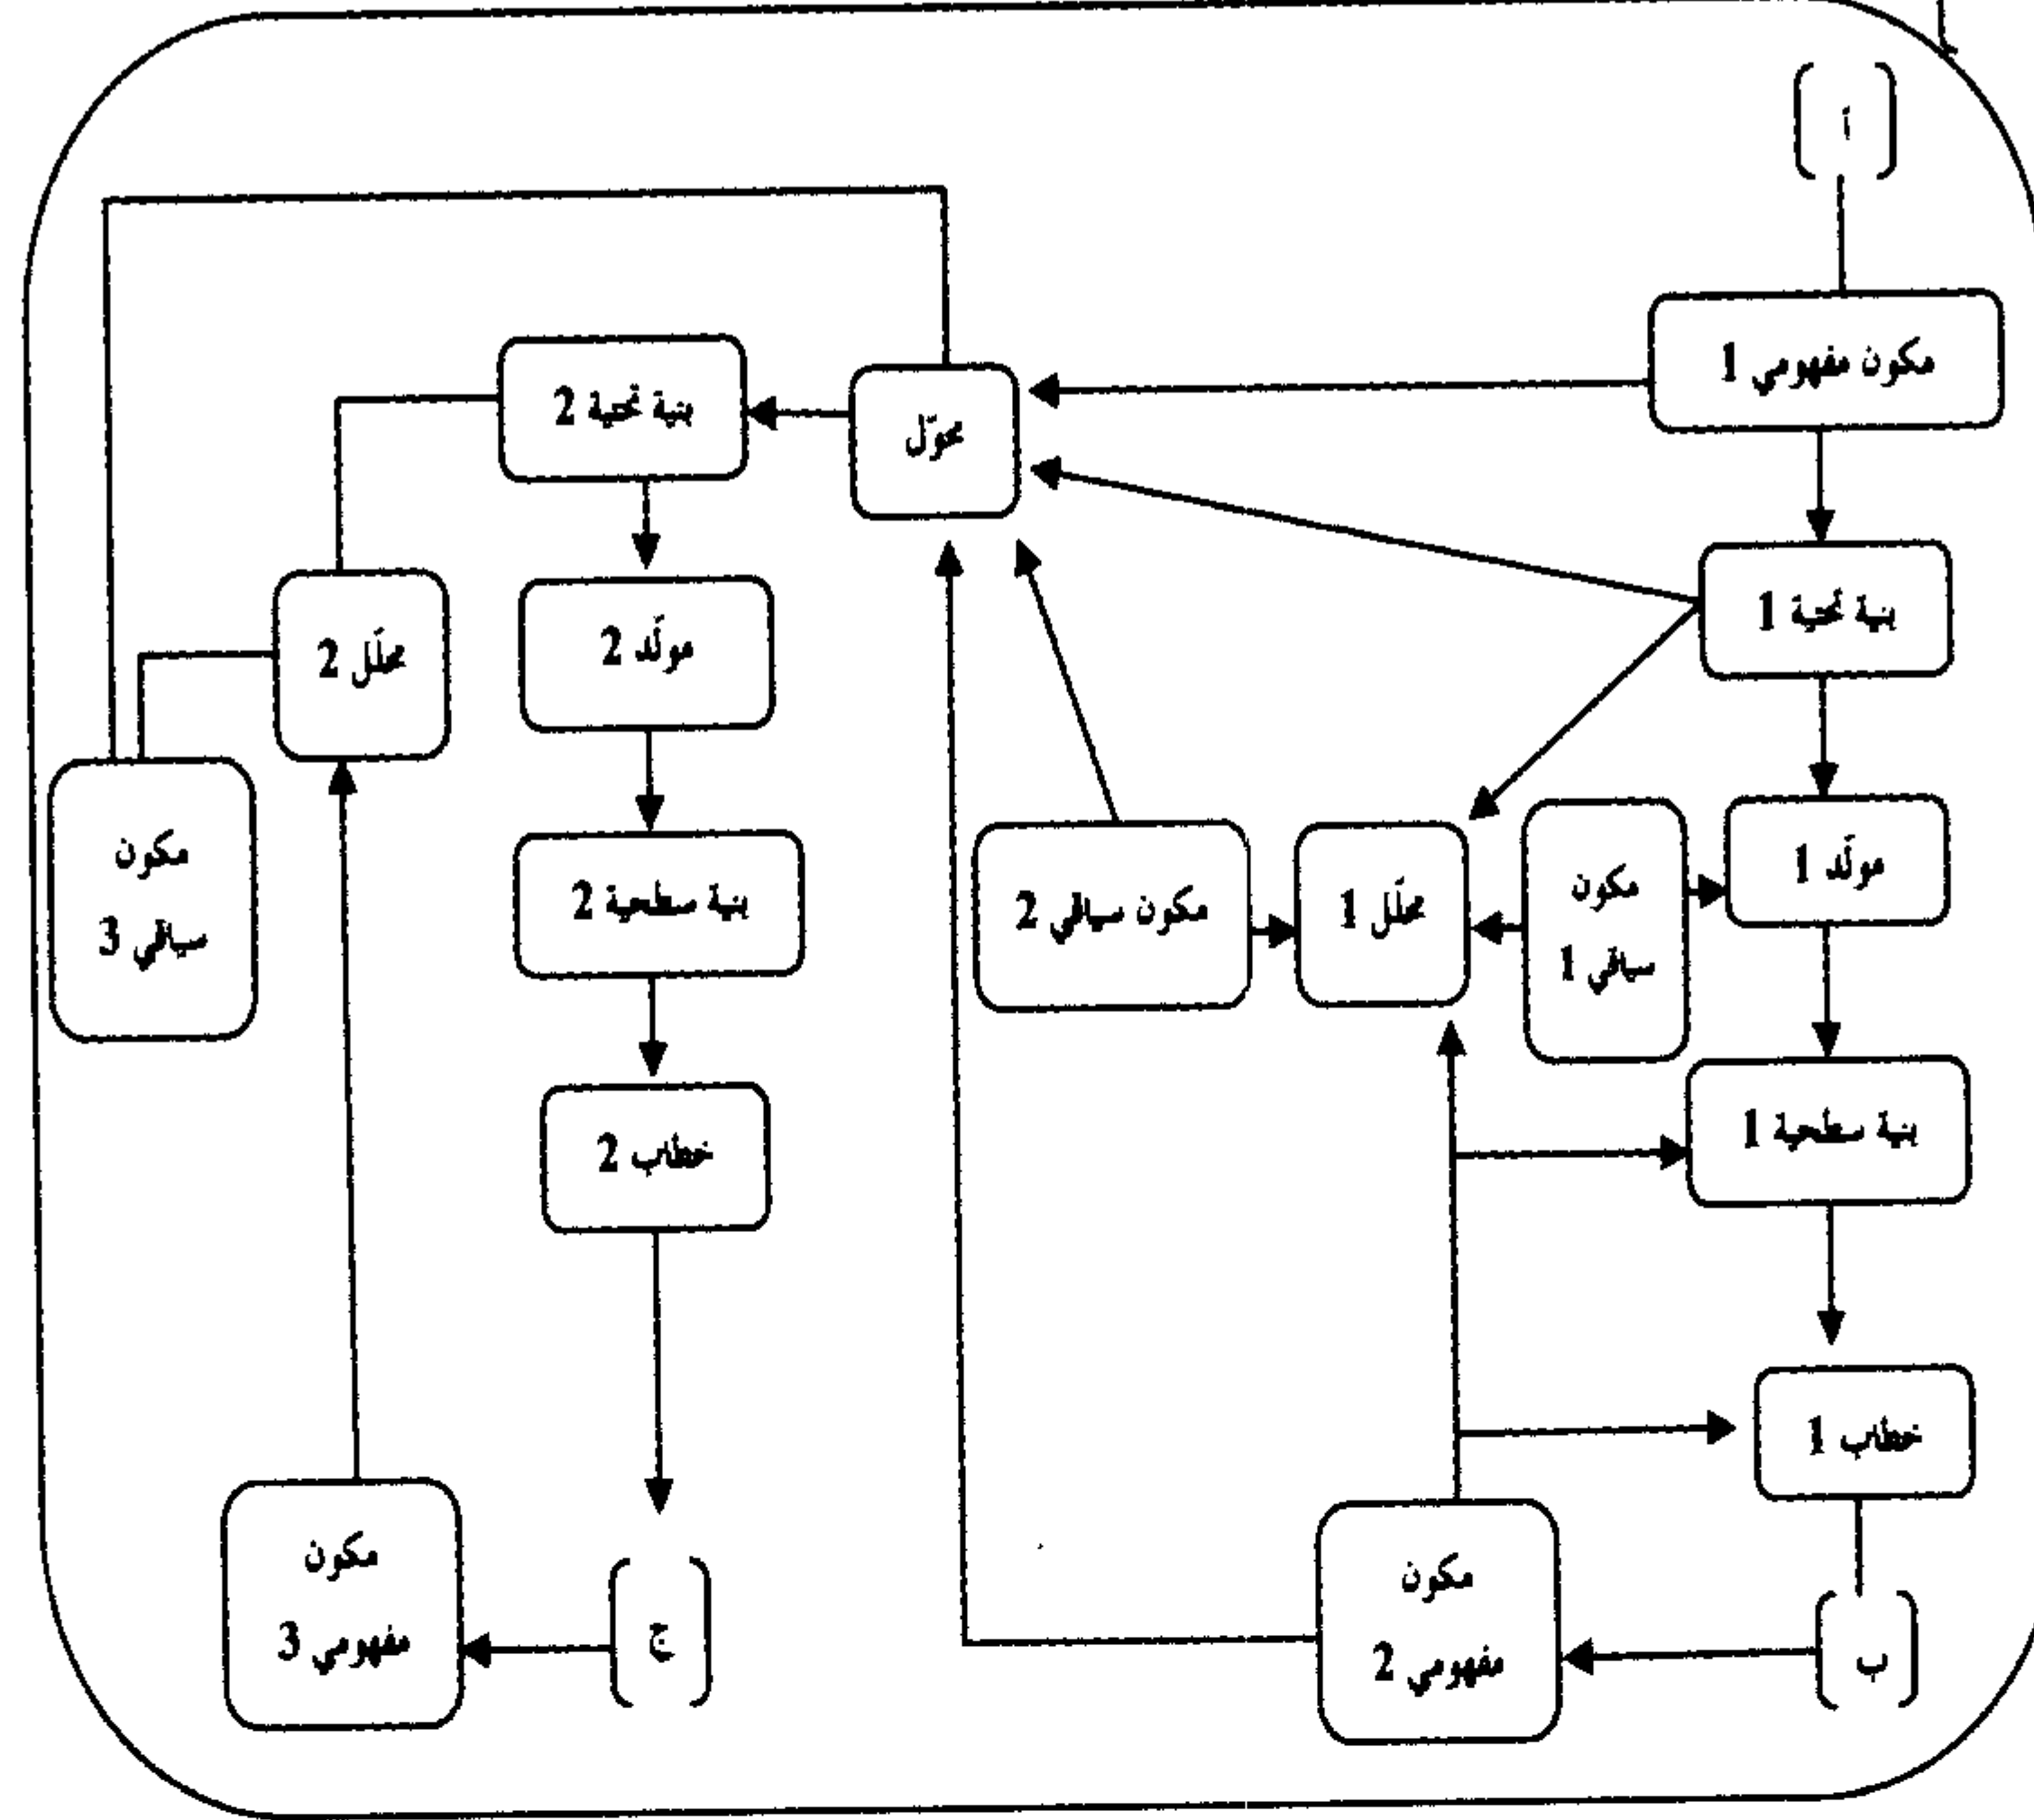 أ
مكون مفهومي 1
بنية تحتية 2
محوّل
بنية تحتية 1
محلّل 2
مولّد 2
مكون
سياقي 3
بنية سطحية 2
مكون سياقي 2
محلّل 1
مكون
سياقي 1
مولّد 1
بنية سطحية 1
خطاب 2
خطاب 1
مكون
مفهومي 3
ج
مكون
مفهومي 2
ب